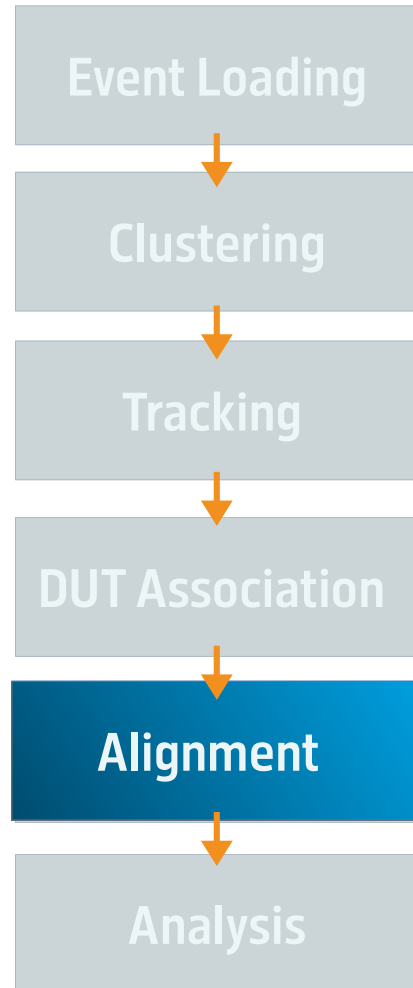 Event Loading
Clustering
Tracking
DUT Association
Alignment
Analysis